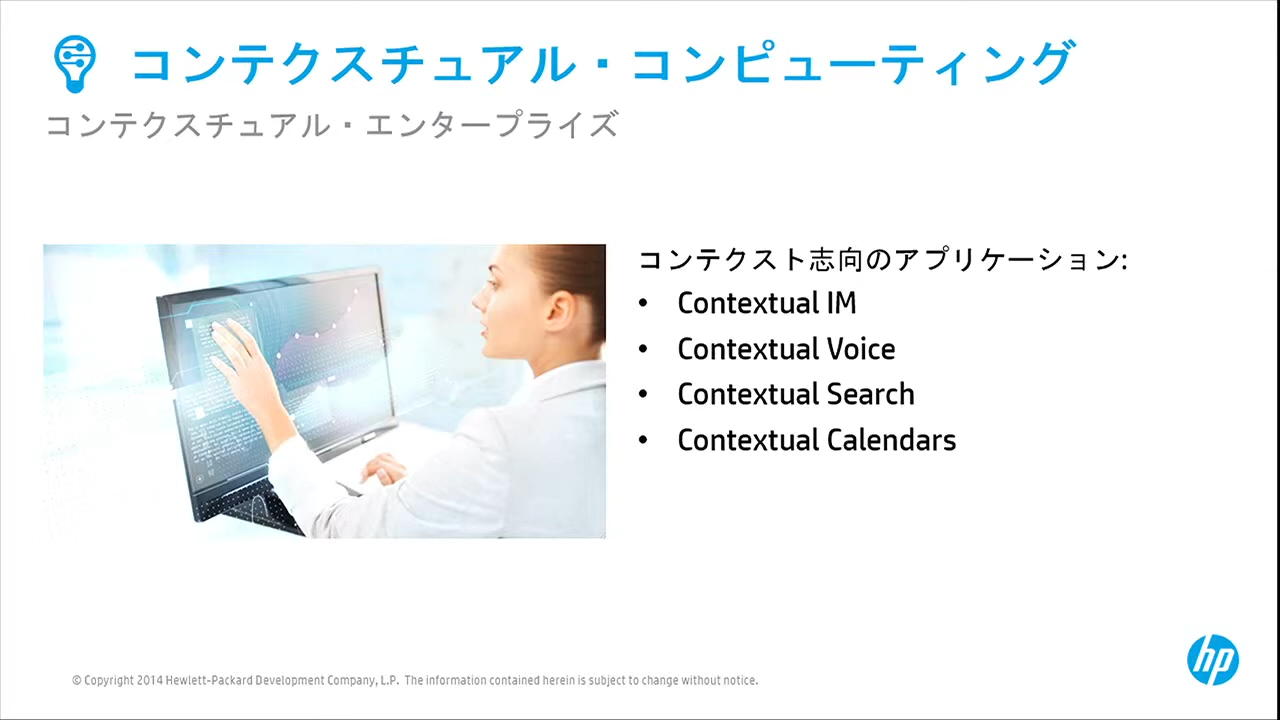 コンテクスチュアル・コンピューティング
コンテクスチュアル・エンタープライズ
コンテクスト志向のアプリケーション:
• Contextual IM
• Contextual Voice
• Contextual Search
• Contextual Calendars
hp
© Copyright 2014 Hewlett-Packard Development Company, L.P. The information contained herein is subject to change without notice.